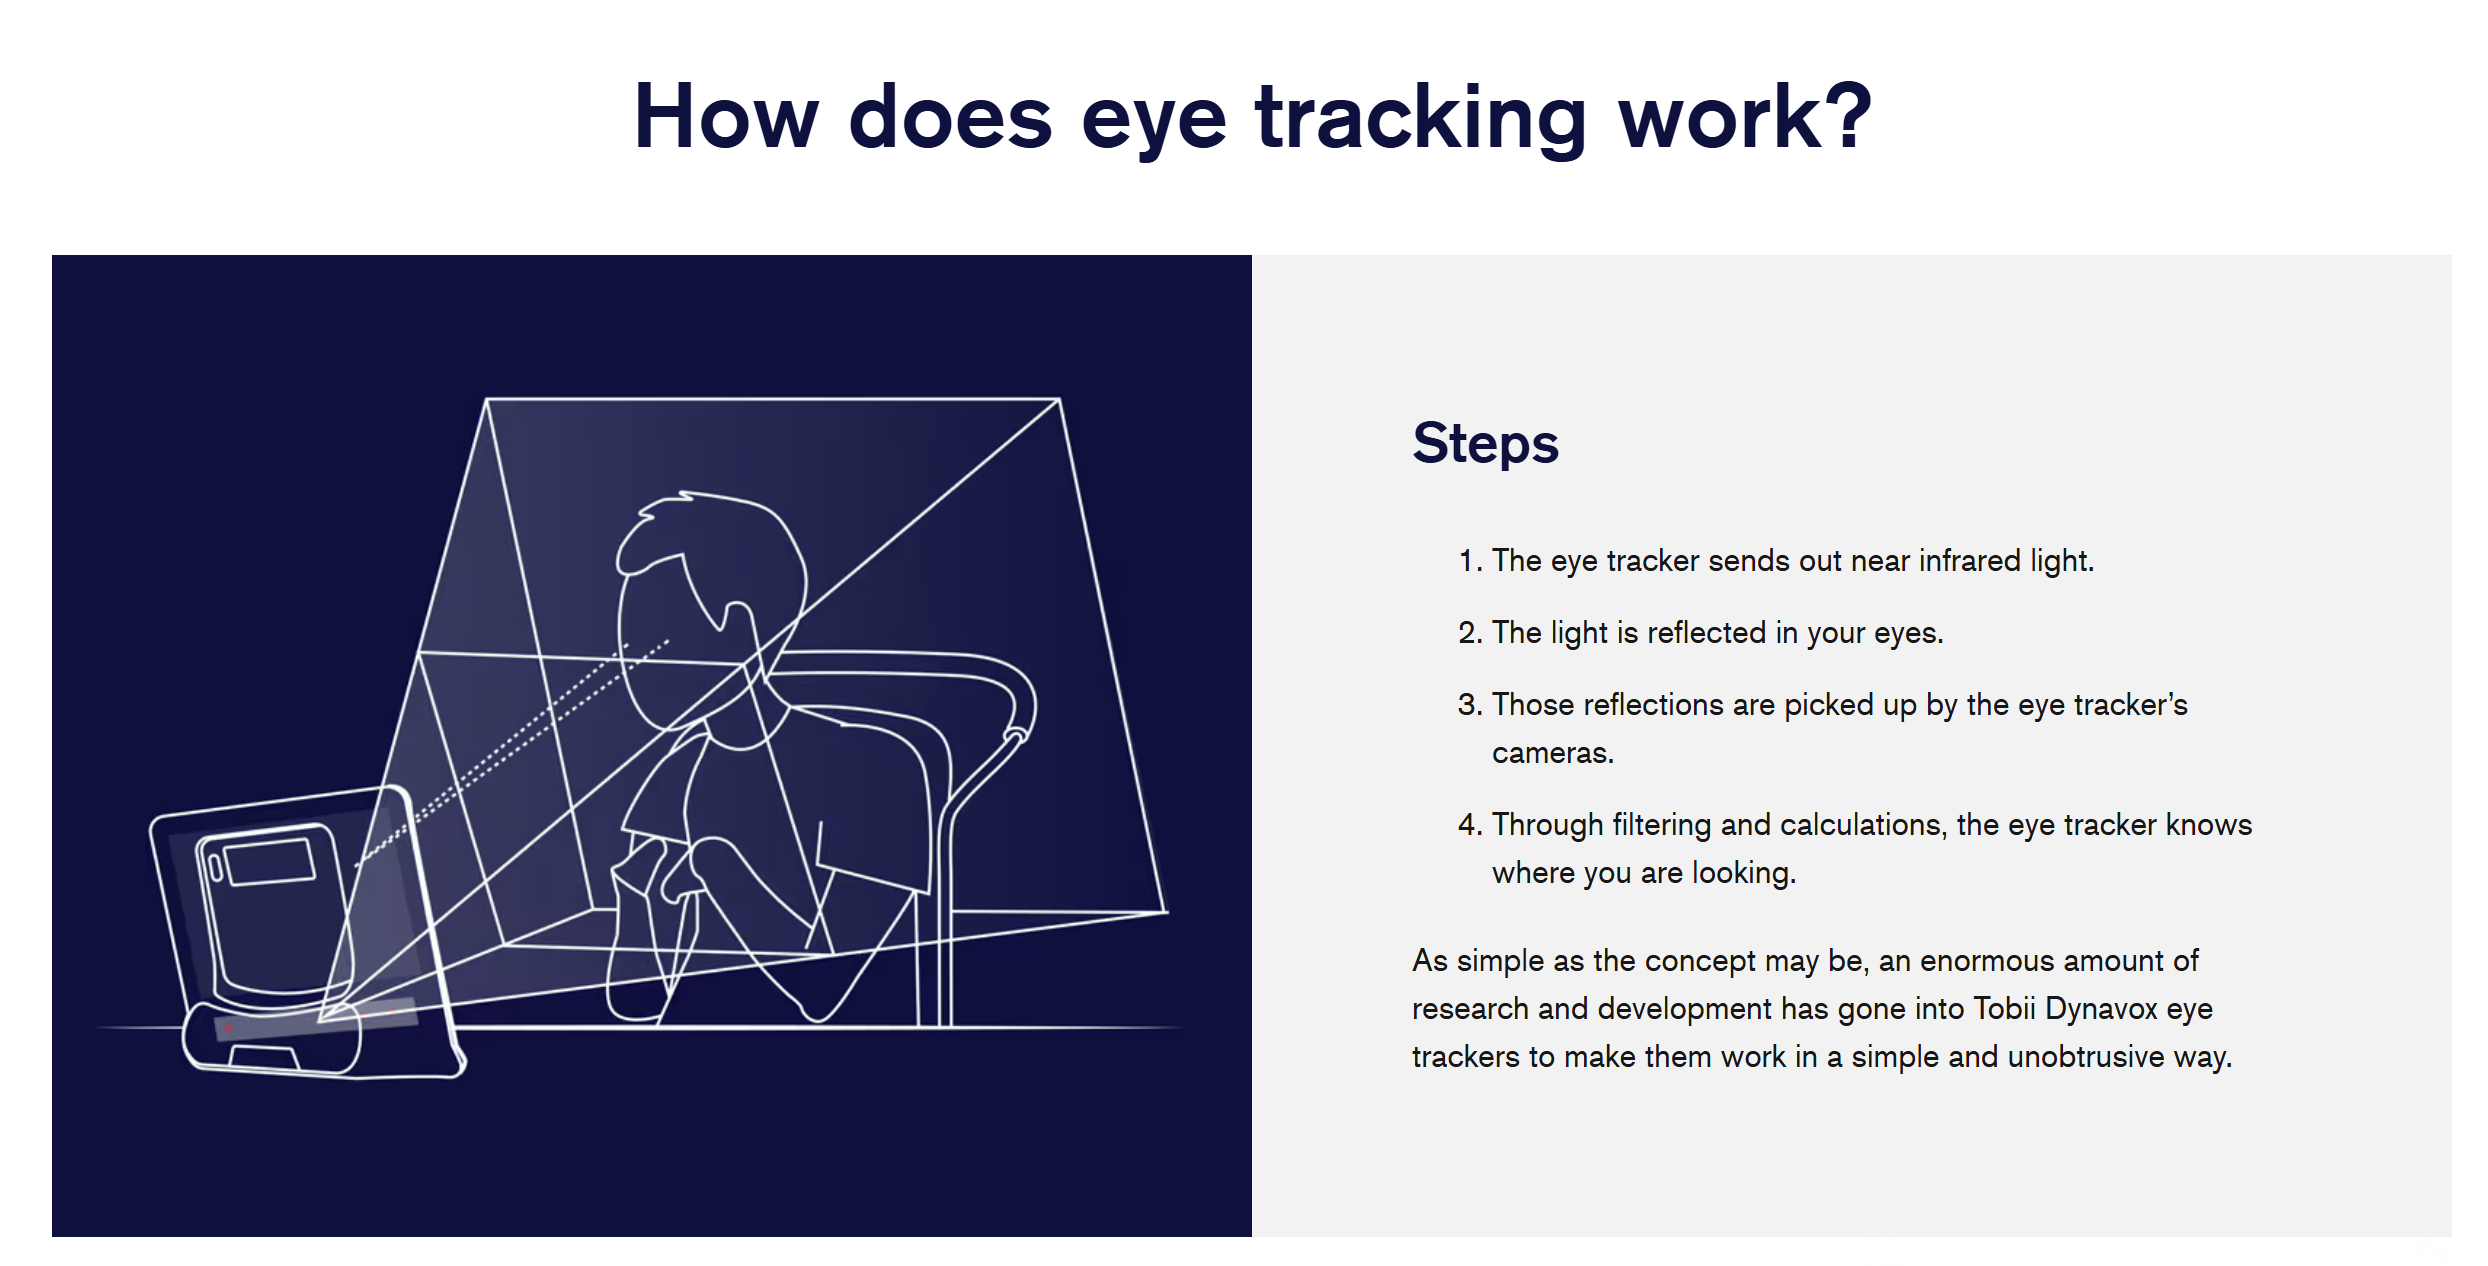 How does eye tracking work?
Steps
1. The eye tracker sends out near infrared light.
2. The light is reflected in your eyes.
3. Those reflections are picked up by the eye tracker’s
cameras.
4. Through filtering and calculations, the eye tracker knows
where you are looking.
As simple as the concept may be, an enormous amount of
research and development has gone into Tobii Dynavox eye
trackers to make them work in a simple and unobtrusive way.